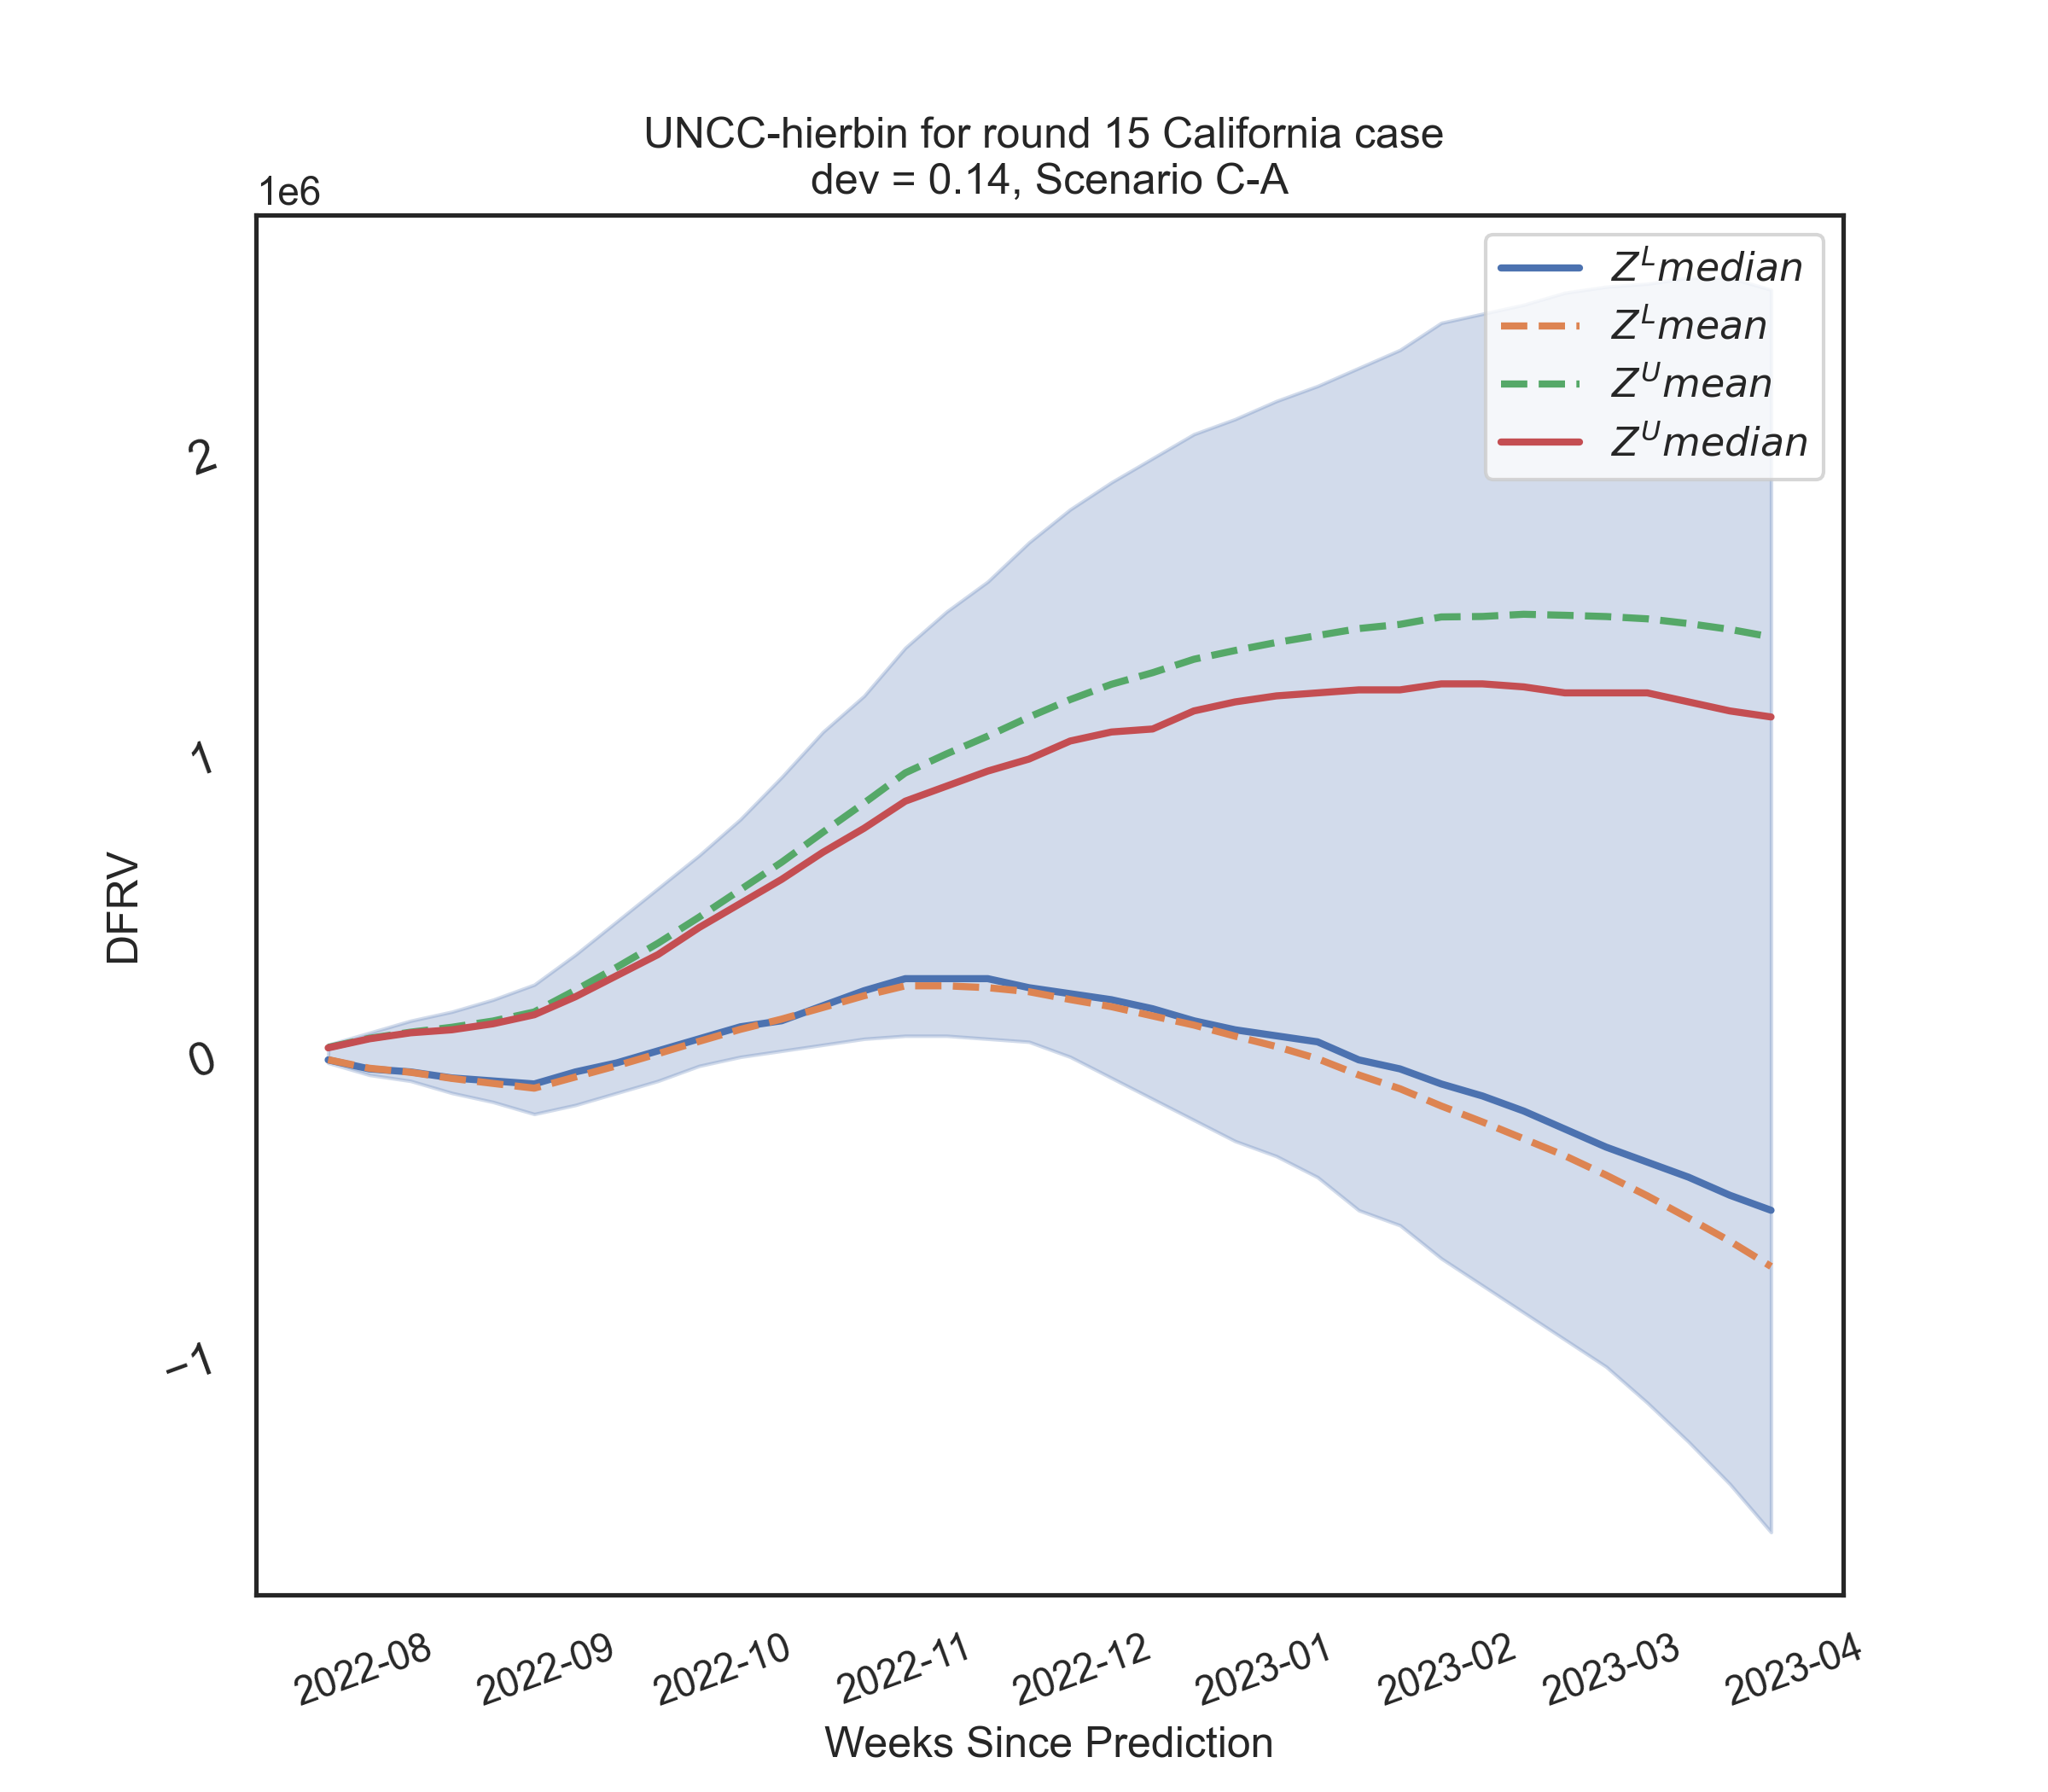 UNCC-hierbin for round 15 California case
dev = 0.14, Scenario C-A
1e6
Z^L median
Z^L mean
Z^U mean
Z^U median
2
1
0
−1
DFRV
2022-08
2022-09
2022-10
2022-11
2022-12
2023-01
2023-02
2023-03
2023-04
Weeks Since Prediction